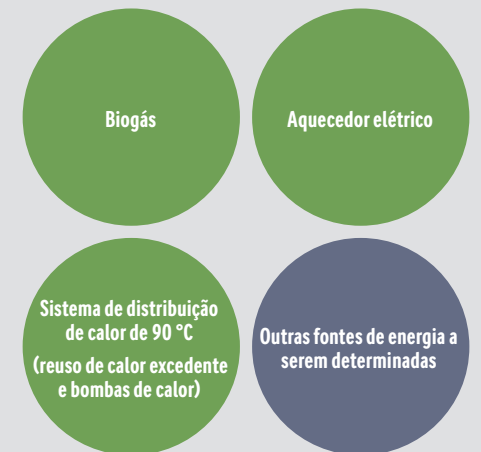 Biogás
Aquecedor elétrico
Sistema de distribuição
de calor de 90 °C
(reuso de calor excedente
e bombas de calor)
Outras fontes de energia a
serem determinadas